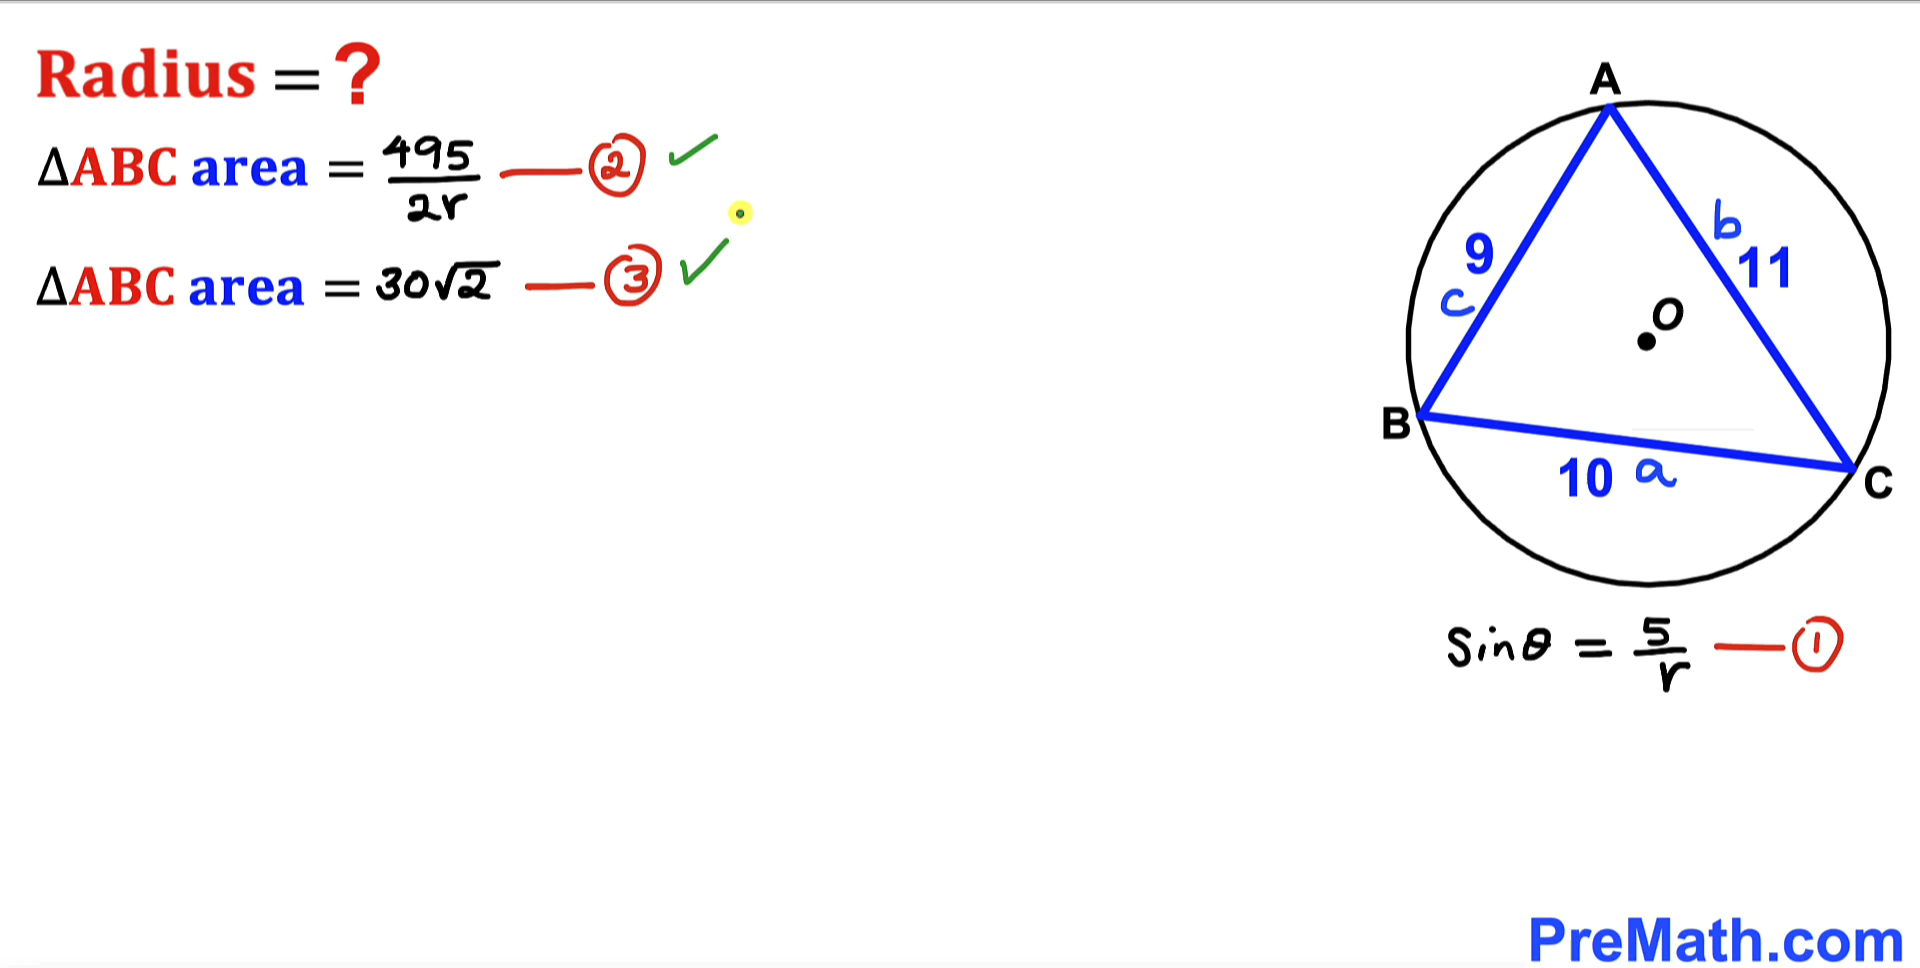 Radius = ?
ΔABC area = 495/2r — ② ✓
ΔABC area = 30√2 — ③ ✓
A
b
9
11
c
O
B
10 a
C
sinθ = 5/r — ①
PreMath.com